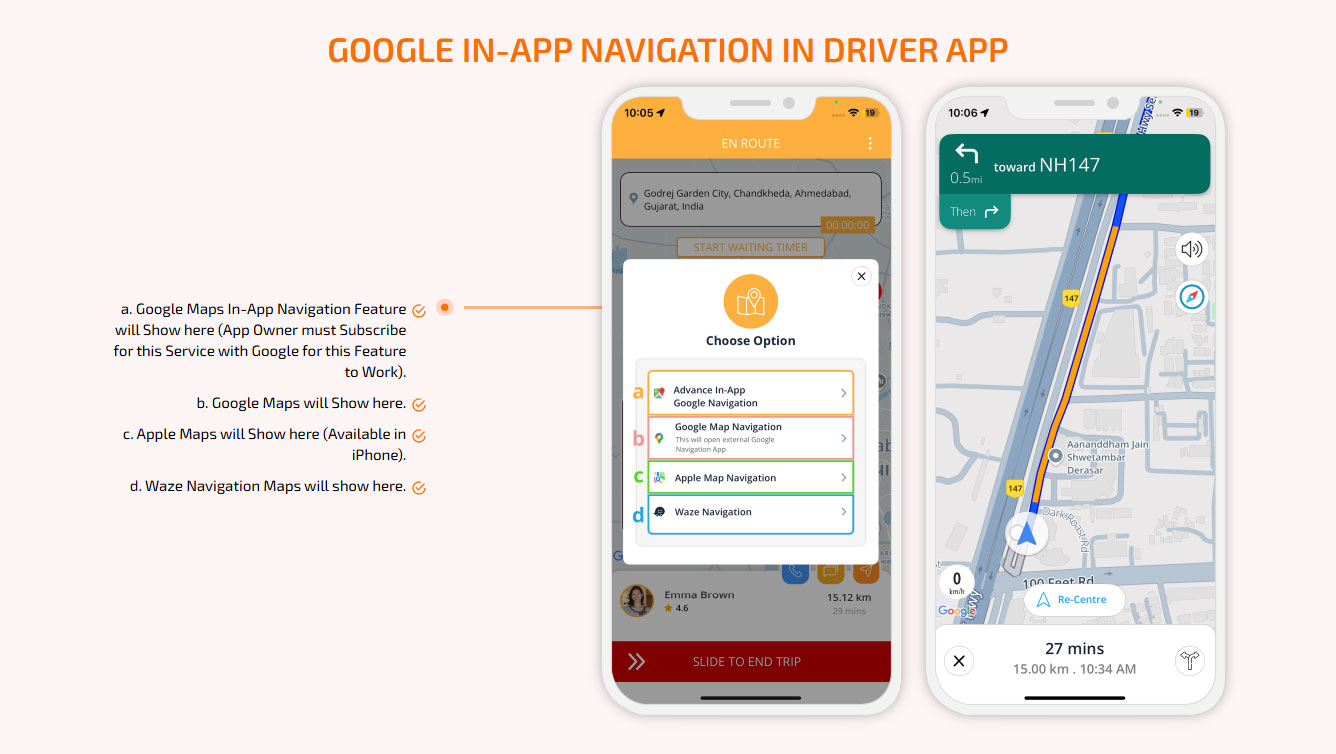 GOOGLE IN-APP NAVIGATION IN DRIVER APP
a. Google Maps In-App Navigation Feature
will Show here (App Owner must Subscribe
for this Service with Google for this Feature
to Work).
b. Google Maps will Show here.
c. Apple Maps will Show here (Available in
iPhone).
d. Waze Navigation Maps will show here.
10:05
19
EN ROUTE
Godrej Garden City, Chandkheda, Ahmedabad,
Gujarat, India
00:00:00
START WAITING TIMER
Choose Option
a
Advance In-App
Google Navigation
b
Google Map Navigation
This will open external Google
Navigation App
c
Apple Map Navigation
d
Waze Navigation
Emma Brown
4.6
15.12 km
29 mins
SLIDE TO END TRIP
10:06
19
0.5mi
toward NH147
Then
147
Aananddham Jain
Shwetambar
Derasar
147
Dark Roast Rd
100 Feet Rd
0
km/h
Google
Re-Centre
27 mins
15.00 km . 10:34 AM